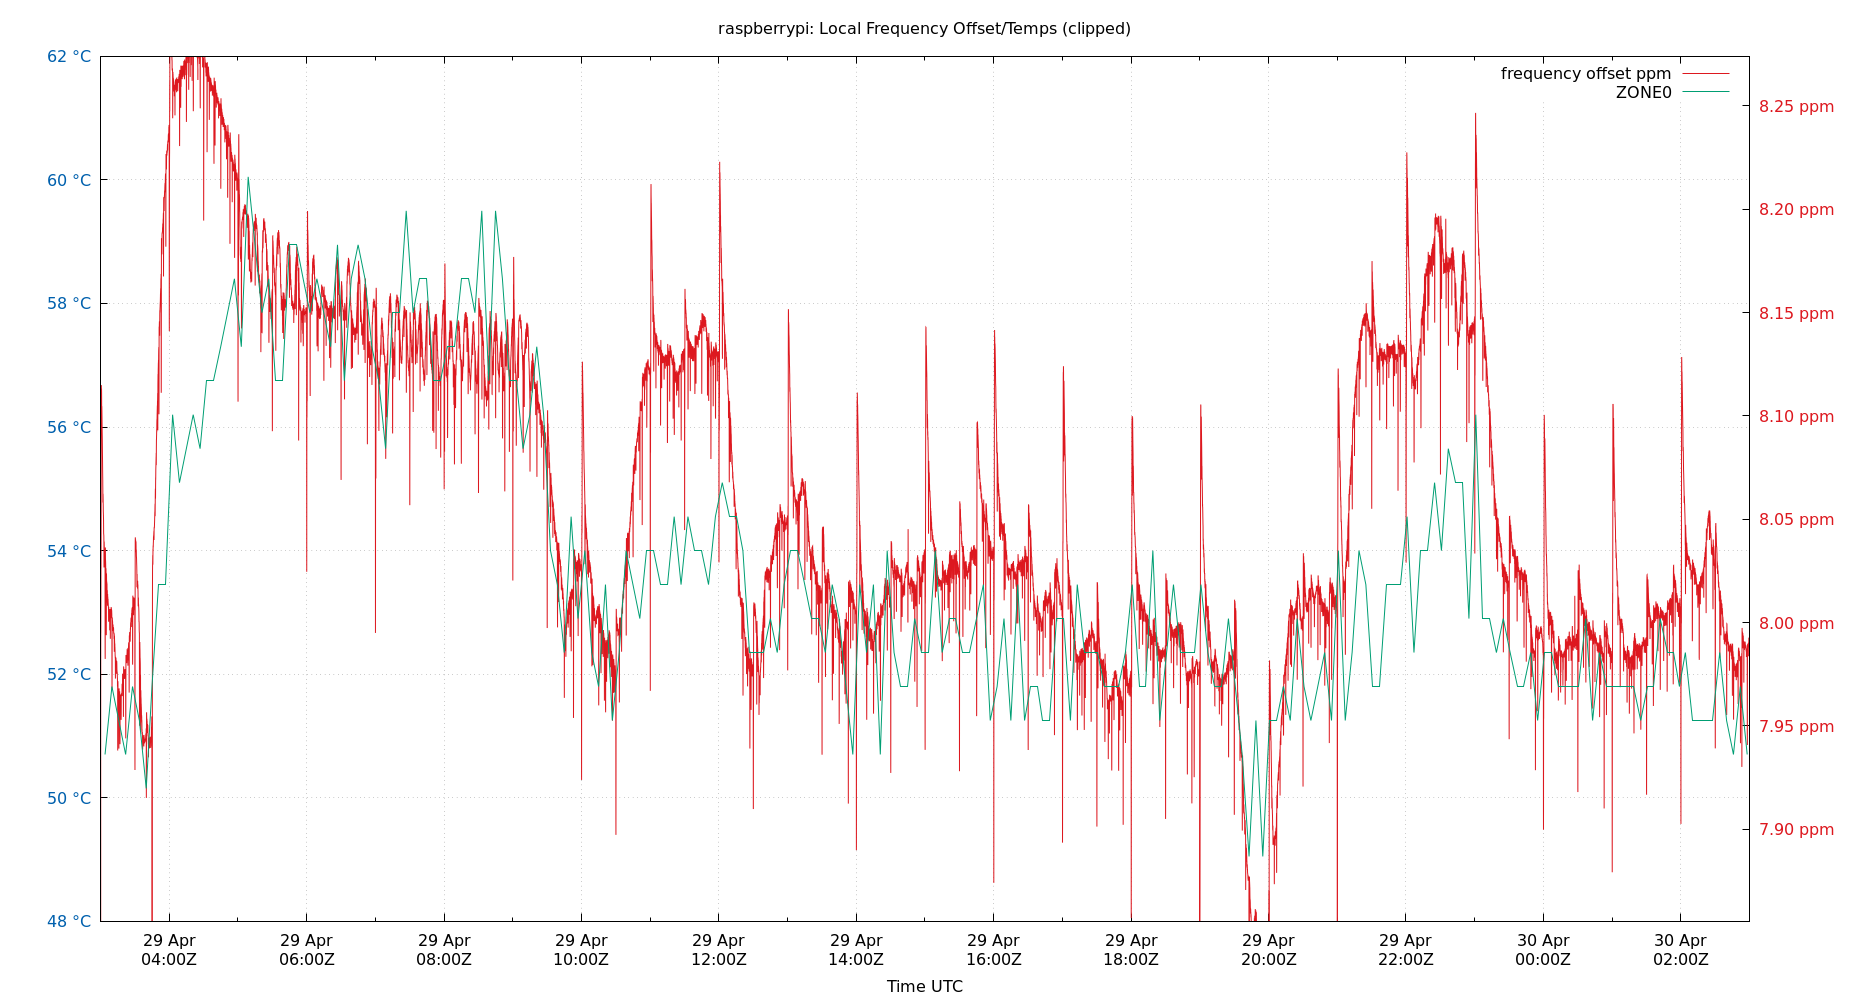 raspberrypi: Local Frequency Offset/Temps (clipped)
62 °C
60 °C
58 °C
56 °C
54 °C
52 °C
50 °C
48 °C
frequency offset ppm
ZONE0
8.25 ppm
8.20 ppm
8.15 ppm
8.10 ppm
8.05 ppm
8.00 ppm
7.95 ppm
7.90 ppm
29 Apr
04:00Z
29 Apr
06:00Z
29 Apr
08:00Z
29 Apr
10:00Z
29 Apr
12:00Z
29 Apr
14:00Z
29 Apr
16:00Z
29 Apr
18:00Z
29 Apr
20:00Z
29 Apr
22:00Z
30 Apr
00:00Z
30 Apr
02:00Z
Time UTC